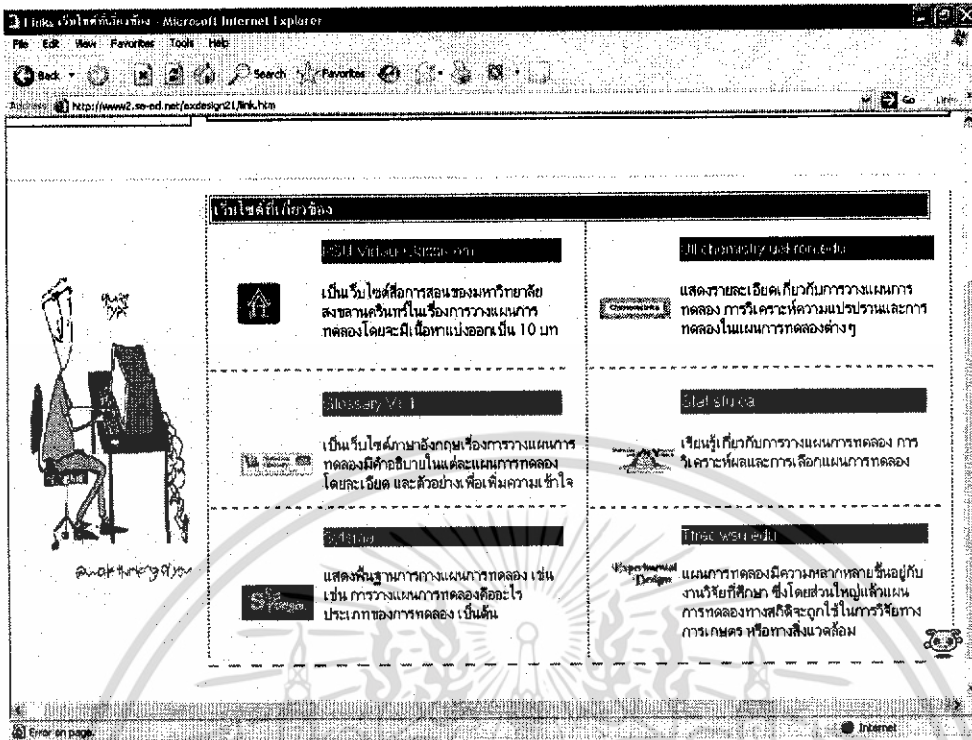 Links เว็บไซต์ที่เกี่ยวข้อง - Microsoft Internet Explorer
File Edit View Favorites Tools Help
Back Search Favorites
Address http://www2.se-ed.net/exdesign21/link.htm Go Links
เว็บไซต์ที่เกี่ยวข้อง
เป็นเว็บไซต์สื่อการสอนของมหาวิทยาลัย
สงขลานครินทร์ในเรื่องการวางแผนการ
ทดลองโดยจะมีเนื้อหาแบ่งออกเป็น 10 บท
Ull chemistry uakron edu
Chemometrics
แสดงรายละเอียดเกี่ยวกับการวางแผนการ
ทดลอง การวิเคราะห์ความแปรปรวนและการ
ทดลองในแผนการทดลองต่างๆ
Glossary V1.1
เป็นเว็บไซต์ภาษาอังกฤษเรื่องการวางแผนการ
ทดลองมีคำอธิบายในแต่ละแผนการทดลอง
โดยละเอียด และตัวอย่างเพื่อเพิ่มความเข้าใจ
Stat sfu ca
เรียนรู้เกี่ยวกับการวางแผนการทดลอง การ
วิเคราะห์ผลและการเลือกแผนการทดลอง
แสดงพื้นฐานการกางแผนการทดลอง เช่น
เช่น การวางแผนการทดลองคืออะไร
ประเภทของการทดลอง เป็นต้น
Tfrec wsu edu
Experimental
Design
แผนการทดลองมีความหลากหลายขึ้นอยู่กับ
งานวิจัยที่ศึกษา ซึ่งโดยส่วนใหญ่แล้วแผน
การทดลองทางสถิติจะถูกใช้ในการวิจัยทาง
การเกษตร หรือทางสิ่งแวดล้อม
Quack thinking of you
Error on page. Internet